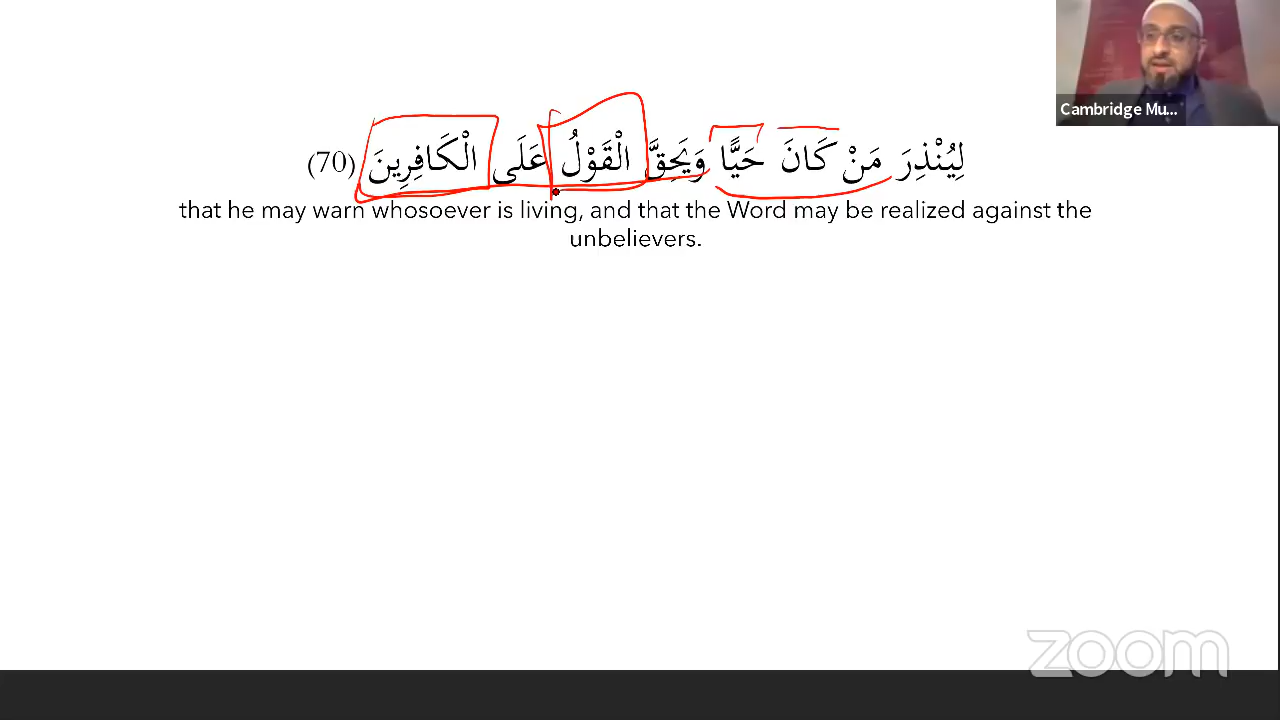 Cambridge Mu...
لِيُنْذِرَ مَنْ كَانَ حَيًّا وَيَحِقَّ الْقَوْلُ عَلَى الْكَافِرِينَ (70)
that he may warn whosoever is living, and that the Word may be realized against the
unbelievers.
zoom